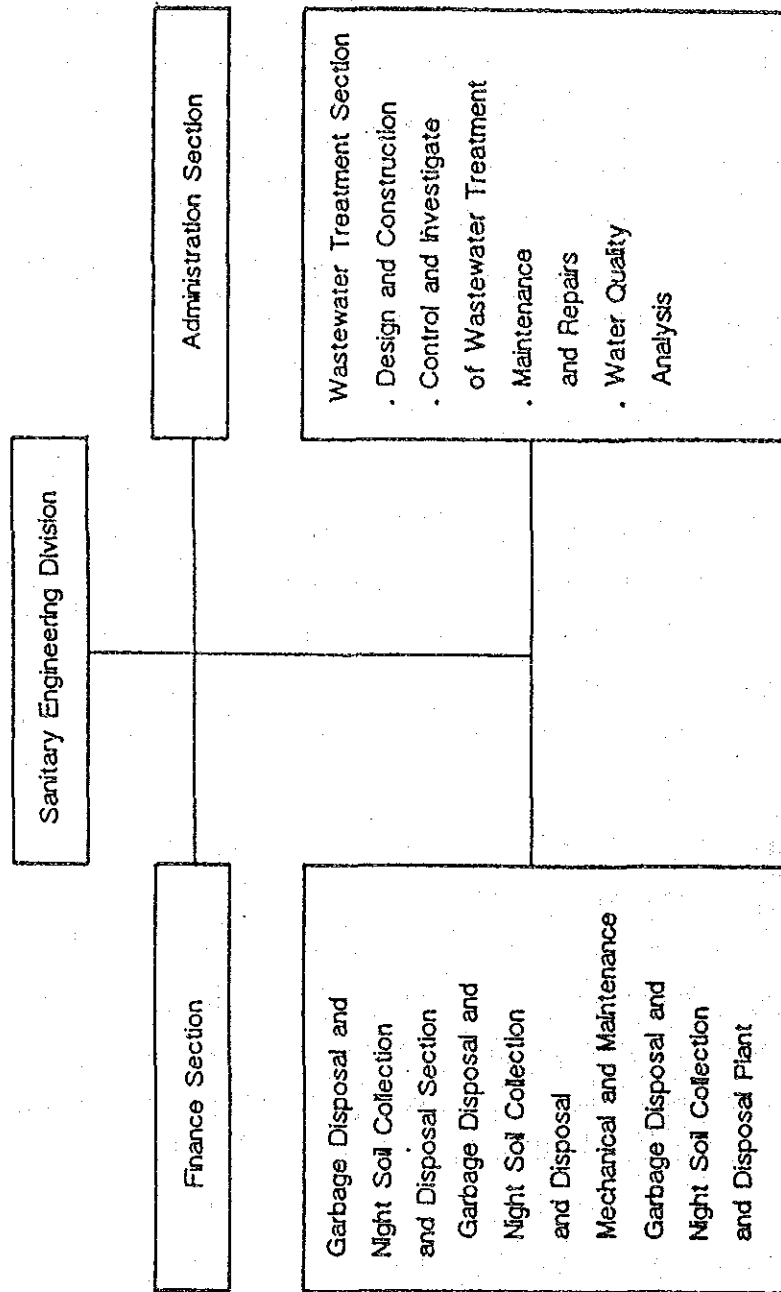 Sanitary Engineering Division
Finance Section
Administration Section
Garbage Disposal and
Night Soil Collection
and Disposal Section
Garbage Disposal and
Night Soil Collection
and Disposal
Mechanical and Maintenance
Garbage Disposal and
Night Soil Collection
and Disposal Plant
Wastewater Treatment Section
. Design and Construction
. Control and Investigate
of Wastewater Treatment
. Maintenance
and Repairs
. Water Quality
Analysis